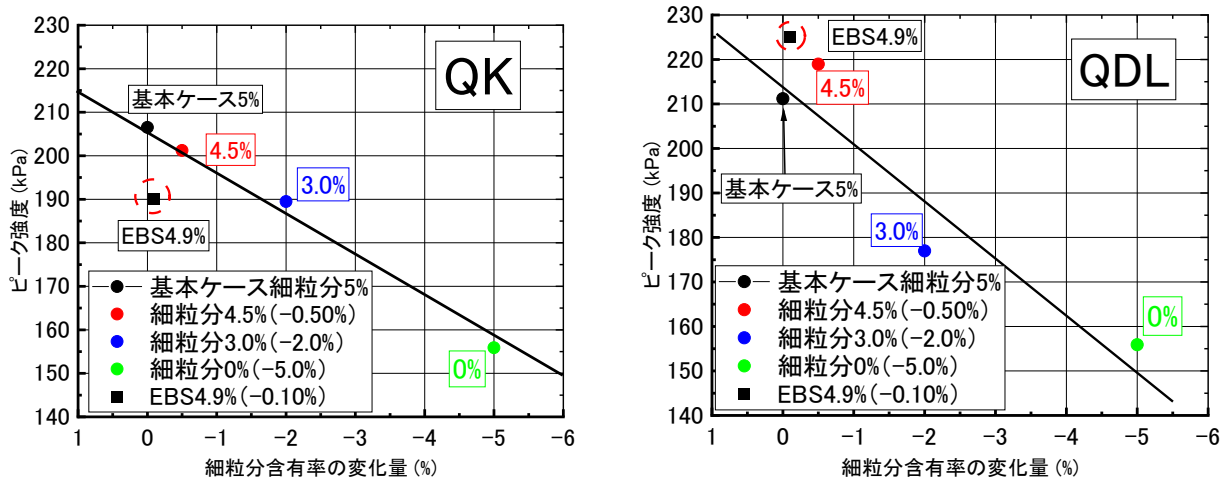 QK
230
220
210
200
190
180
170
160
150
140
ピーク強度 (kPa)
基本ケース5%
4.5%
3.0%
EBS4.9%
0%
基本ケース細粒分5%
細粒分4.5%(−0.50%)
細粒分3.0%(−2.0%)
細粒分0%(−5.0%)
EBS4.9%(−0.10%)
1 0 −1 −2 −3 −4 −5 −6
細粒分含有率の変化量 (%)
QDL
230
220
210
200
190
180
170
160
150
140
ピーク強度 (kPa)
EBS4.9%
4.5%
基本ケース5%
3.0%
0%
基本ケース細粒分5%
細粒分4.5%(−0.50%)
細粒分3.0%(−2.0%)
細粒分0%(−5.0%)
EBS4.9%(−0.10%)
1 0 −1 −2 −3 −4 −5 −6
細粒分含有率の変化量 (%)